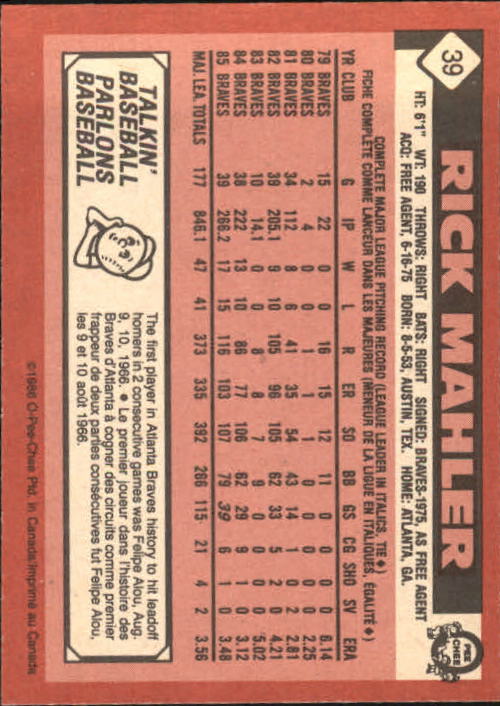 39
RICK MAHLER
O PEE CHEE
HT: 6'1" WT: 190 THROWS: RIGHT BATS: RIGHT SIGNED: BRAVES-1975, AS FREE AGENT
ACQ: FREE AGENT, 6-16-75 BORN: 8-5-53, AUSTIN, TEX. HOME: ATLANTA, GA.
COMPLETE MAJOR LEAGUE PITCHING RECORD (LEAGUE LEADER IN ITALICS, TIE ♦)
FICHE COMPLÈTE COMME LANCEUR DANS LES MAJEURES (MENEUR DE LA LIGUE EN ITALIQUES, ÉGALITÉ ♦)
YR CLUB G IP W L R ER SO BB GS CG SHO SV ERA
79 BRAVES 15 22 0 0 16 15 12 11 0 0 0 0 6.14
80 BRAVES 2 4 0 0 1 1 1 0 0 0 0 0 2.25
81 BRAVES 34 112 8 6 41 35 54 43 14 1 0 2 2.81
82 BRAVES 39 205.1 9 10 105 96 105 62 33 5 2 0 4.21
83 BRAVES 10 14.1 0 0 8 8 7 9 0 0 0 0 5.02
84 BRAVES 38 222 13 10 86 77 106 62 29 9 1 0 3.12
85 BRAVES 39 266.2 17 15 116 103 107 79 39 6 1 0 3.48
MAJ. LEA. TOTALS 177 846.1 47 41 373 335 392 266 115 21 4 2 3.56
TALKIN'
BASEBALL
PARLONS
BASEBALL
The first player in Atlanta Braves history to hit leadoff
homers in 2 consecutive games was Felipe Alou, Aug.
9, 10, 1966. ● Le premier joueur dans l'histoire des
Braves d'Atlanta à cogner des circuits comme premier
frappeur de deux parties consécutives fut Felipe Alou,
les 9 et 10 août 1966.
©1986 O-Pee-Chee Ptd. in Canada/Imprimé au Canada